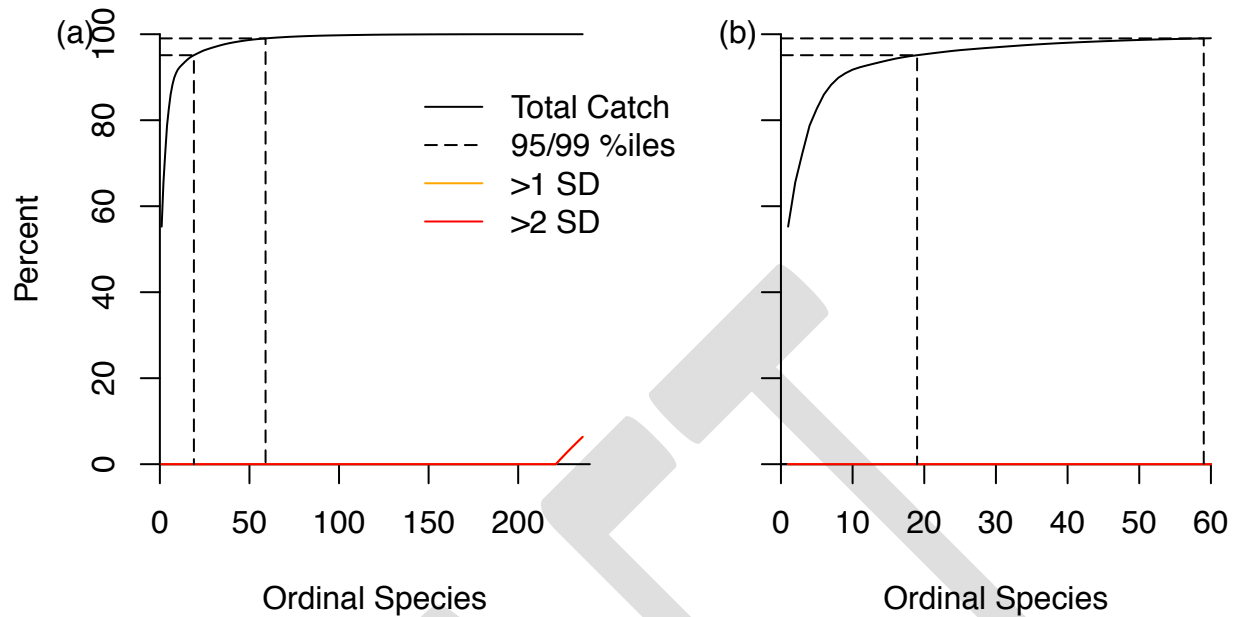 (a)
Percent
0
20
40
60
80
100
Total Catch
95/99 %iles
>1 SD
>2 SD
0 50 100 150 200
Ordinal Species
(b)
0 10 20 30 40 50 60
Ordinal Species